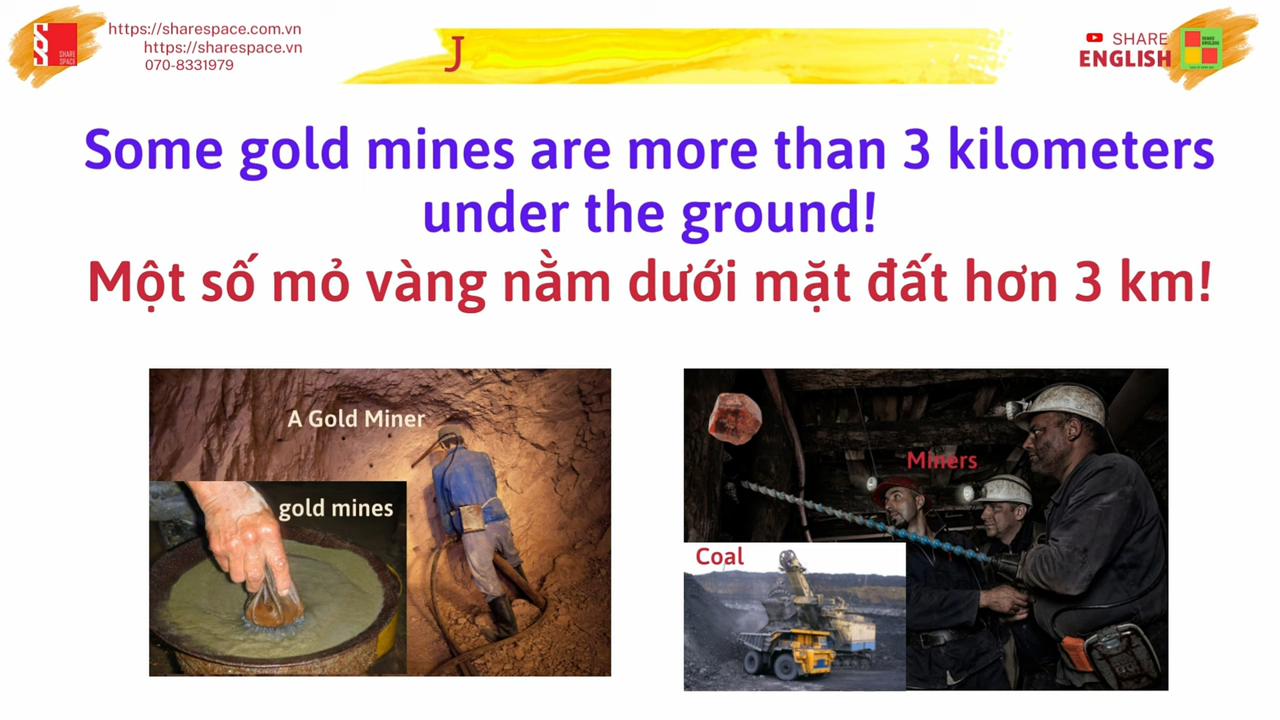 https://sharespace.com.vn
https://sharespace.vn
070-8331979
SHARE
SPACE
J
SHARE
ENGLISH
Some gold mines are more than 3 kilometers
under the ground!
Một số mỏ vàng nằm dưới mặt đất hơn 3 km!
A Gold Miner
gold mines
Miners
Coal